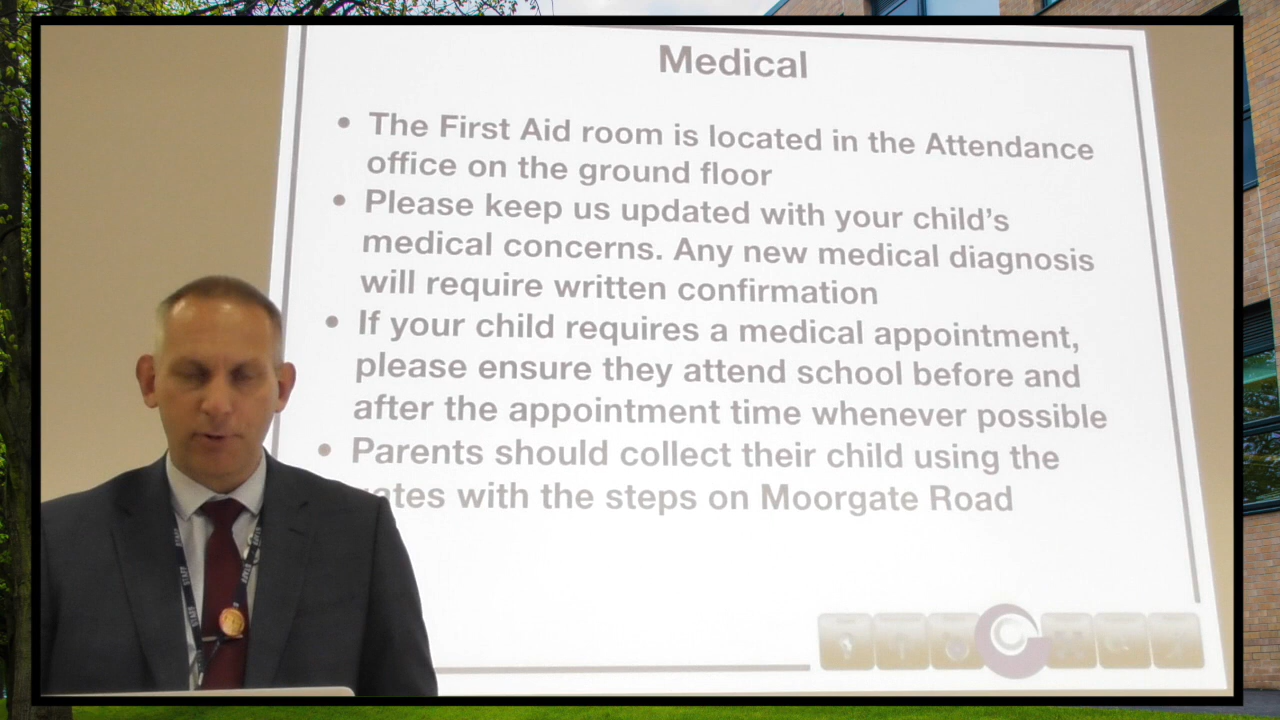 Medical
• The First Aid room is located in the Attendance
office on the ground floor
• Please keep us updated with your child's
medical concerns. Any new medical diagnosis
will require written confirmation
• If your child requires a medical appointment,
please ensure they attend school before and
after the appointment time whenever possible
• Parents should collect their child using the
with the steps on Moorgate Road
STAFF
STAFF
STAFF